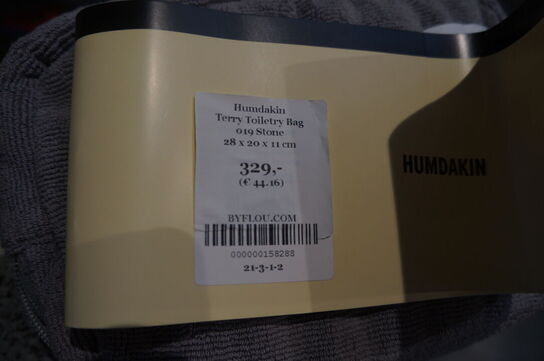 Humdakin
Terry Toiletry Bag
019 Stone
28 x 20 x 11 cm
329,-
(€ 44.16)
BYFLOU.COM
000000158288
21-3-1-2
HUMDAKIN